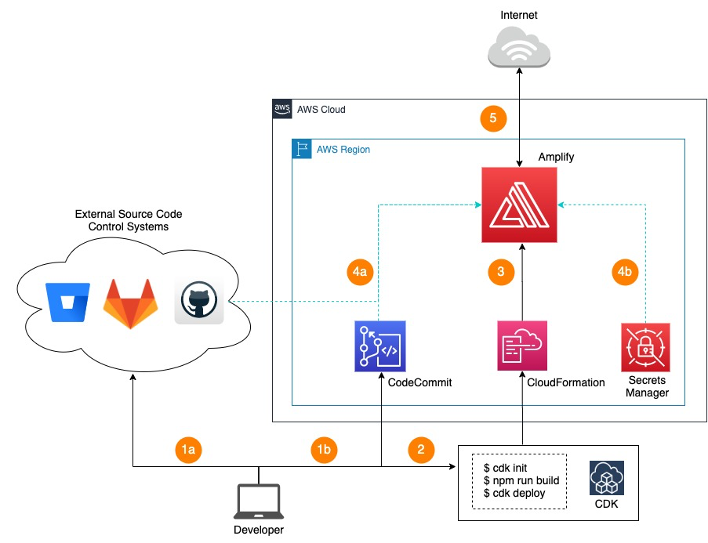 Internet
aws
AWS Cloud
5
AWS Region
Amplify
External Source Code
Control Systems
4a
3
4b
CodeCommit
CloudFormation
Secrets
Manager
1a
1b
2
$ cdk init
$ npm run build
$ cdk deploy
CDK
Developer